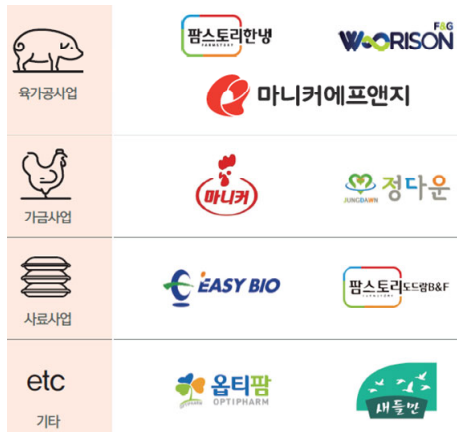 팜스토리한냉
FARMSTORY
F&G
WOORISON
육가공사업
마니커에프앤지
마니커
정다운
JUNGDAWN
가금사업
EASY BIO
팜스토리도드람B&F
FARMSTORY
사료사업
etc
옵티팜
OPTIPHARM
새들만
기타